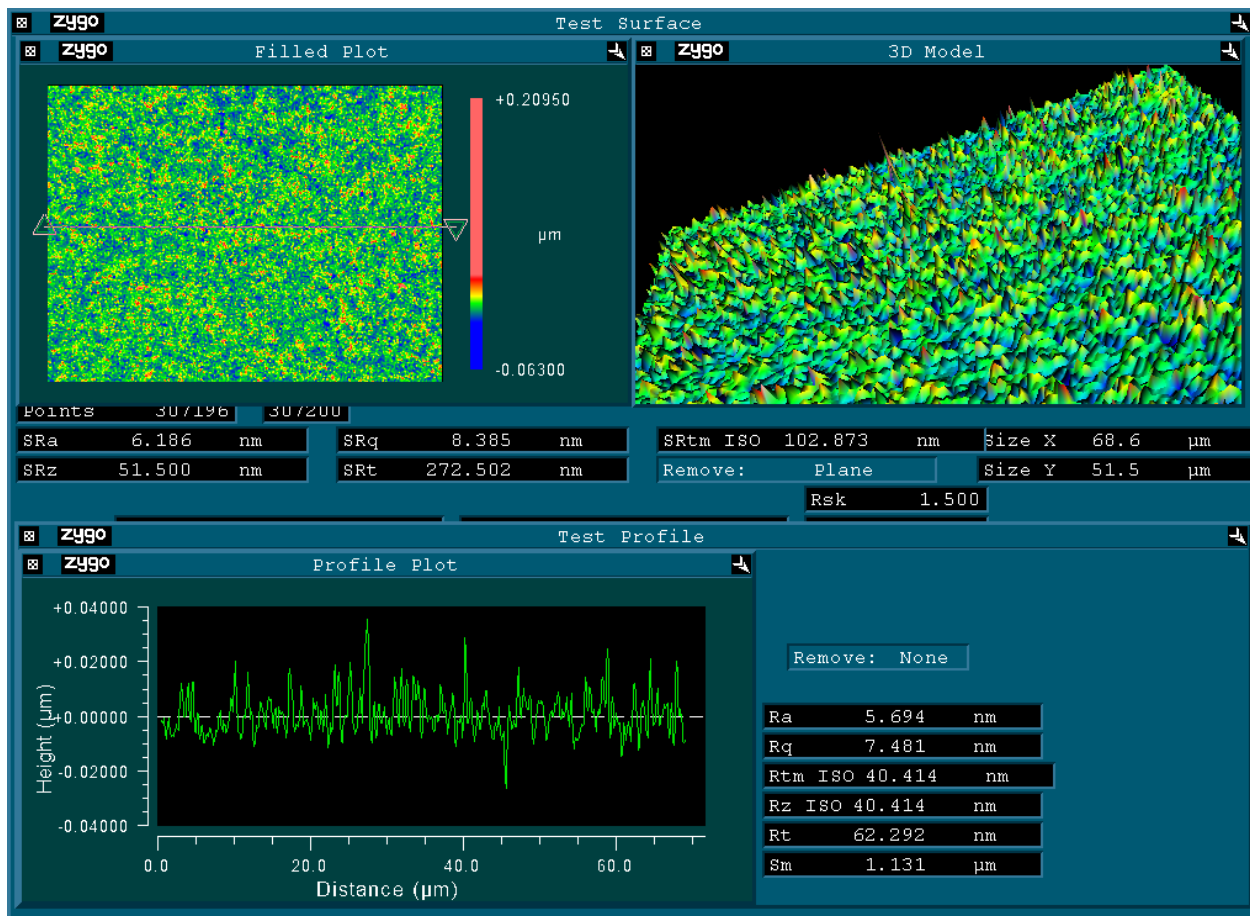 zygo Test Surface
zygo Filled Plot
+0.20950
µm
-0.06300
zygo 3D Model
Points 307196 307200
SRa 6.186 nm
SRq 8.385 nm
SRtm ISO 102.873 nm
Size X 68.6 µm
SRz 51.500 nm
SRt 272.502 nm
Remove: Plane
Size Y 51.5 µm
Rsk 1.500
zygo Test Profile
zygo Profile Plot
+0.04000
+0.02000
+0.00000
-0.02000
-0.04000
Height (µm)
0.0 20.0 40.0 60.0
Distance (µm)
Remove: None
Ra 5.694 nm
Rq 7.481 nm
Rtm ISO 40.414 nm
Rz ISO 40.414 nm
Rt 62.292 nm
Sm 1.131 µm